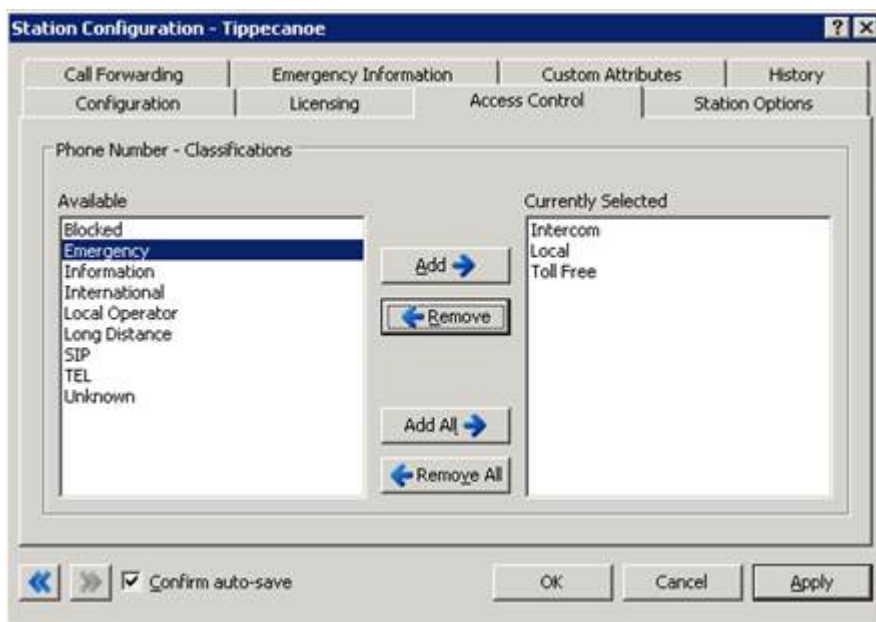 Station Configuration - Tippecanoe
Call Forwarding
Emergency Information
Custom Attributes
History
Configuration
Licensing
Access Control
Station Options
Phone Number - Classifications
Available
Blocked
Emergency
Information
International
Local Operator
Long Distance
SIP
TEL
Unknown
Add
Remove
Add All
Remove All
Currently Selected
Intercom
Local
Toll Free
Confirm auto-save
OK
Cancel
Apply